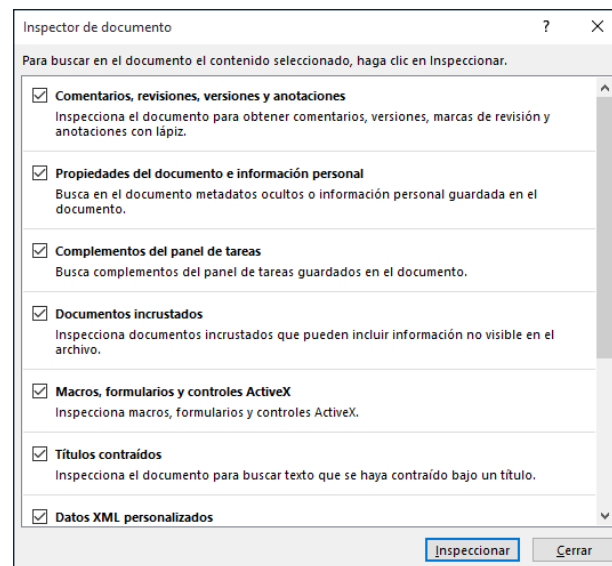 Inspector de documento ? ×
Para buscar en el documento el contenido seleccionado, haga clic en Inspeccionar.
Comentarios, revisiones, versiones y anotaciones
Inspecciona el documento para obtener comentarios, versiones, marcas de revisión y
anotaciones con lápiz.
Propiedades del documento e información personal
Busca en el documento metadatos ocultos o información personal guardada en el
documento.
Complementos del panel de tareas
Busca complementos del panel de tareas guardados en el documento.
Documentos incrustados
Inspecciona documentos incrustados que pueden incluir información no visible en el
archivo.
Macros, formularios y controles ActiveX
Inspecciona macros, formularios y controles ActiveX.
Títulos contraídos
Inspecciona el documento para buscar texto que se haya contraído bajo un título.
Datos XML personalizados
Inspeccionar Cerrar